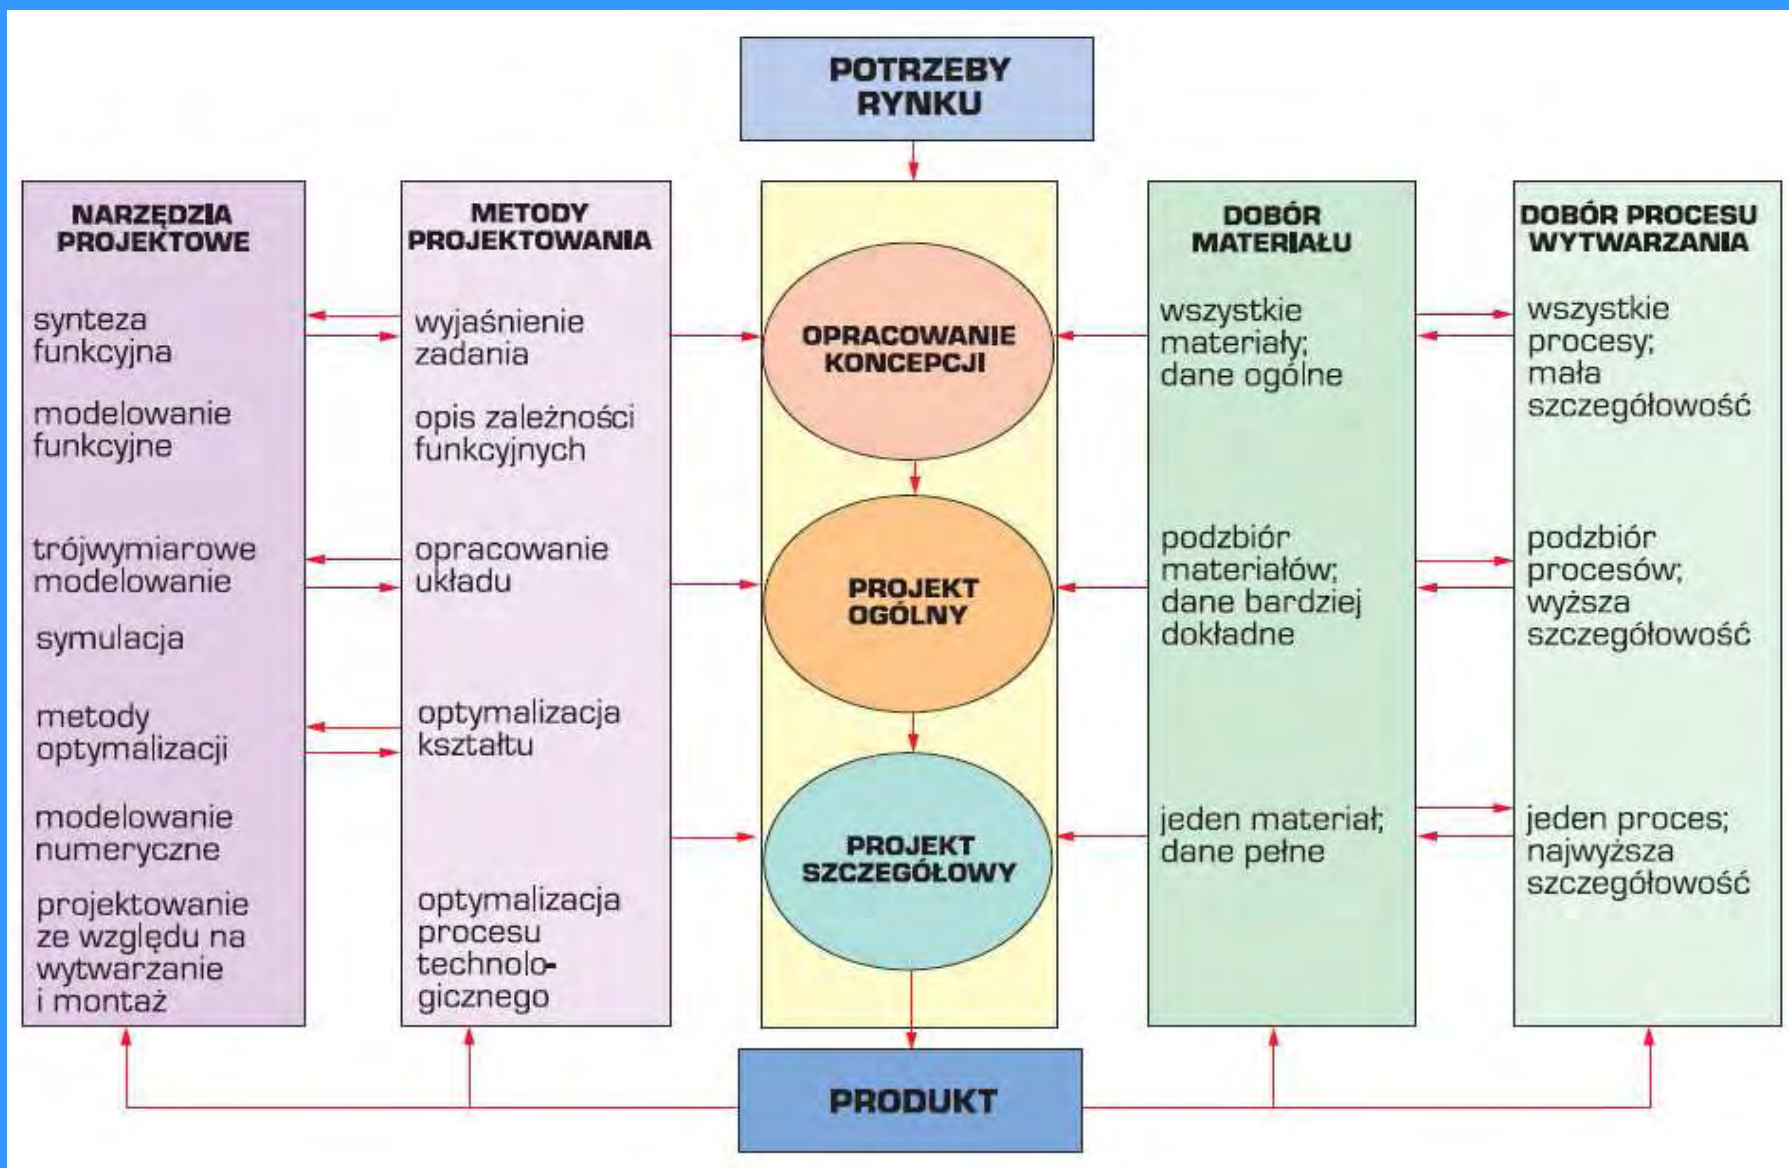 POTRZEBY
RYNKU
NARZĘDZIA
PROJEKTOWE
synteza
funkcyjna
modelowanie
funkcyjne
trójwymiarowe
modelowanie
symulacja
metody
optymalizacji
modelowanie
numeryczne
projektowanie
ze względu na
wytwarzanie
i montaż
METODY
PROJEKTOWANIA
wyjaśnienie
zadania
opis zależności
funkcyjnych
opracowanie
układu
optymalizacja
kształtu
optymalizacja
procesu
technolo-
gicznego
OPRACOWANIE
KONCEPCJI
PROJEKT
OGÓLNY
PROJEKT
SZCZEGÓŁOWY
DOBÓR
MATERIAŁU
wszystkie
materiały;
dane ogólne
podzbiór
materiałów;
dane bardziej
dokładne
jeden materiał;
dane pełne
DOBÓR PROCESU
WYTWARZANIA
wszystkie
procesy;
mała
szczegółowość
podzbiór
procesów;
wyższa
szczegółowość
jeden proces;
najwyższa
szczegółowość
PRODUKT